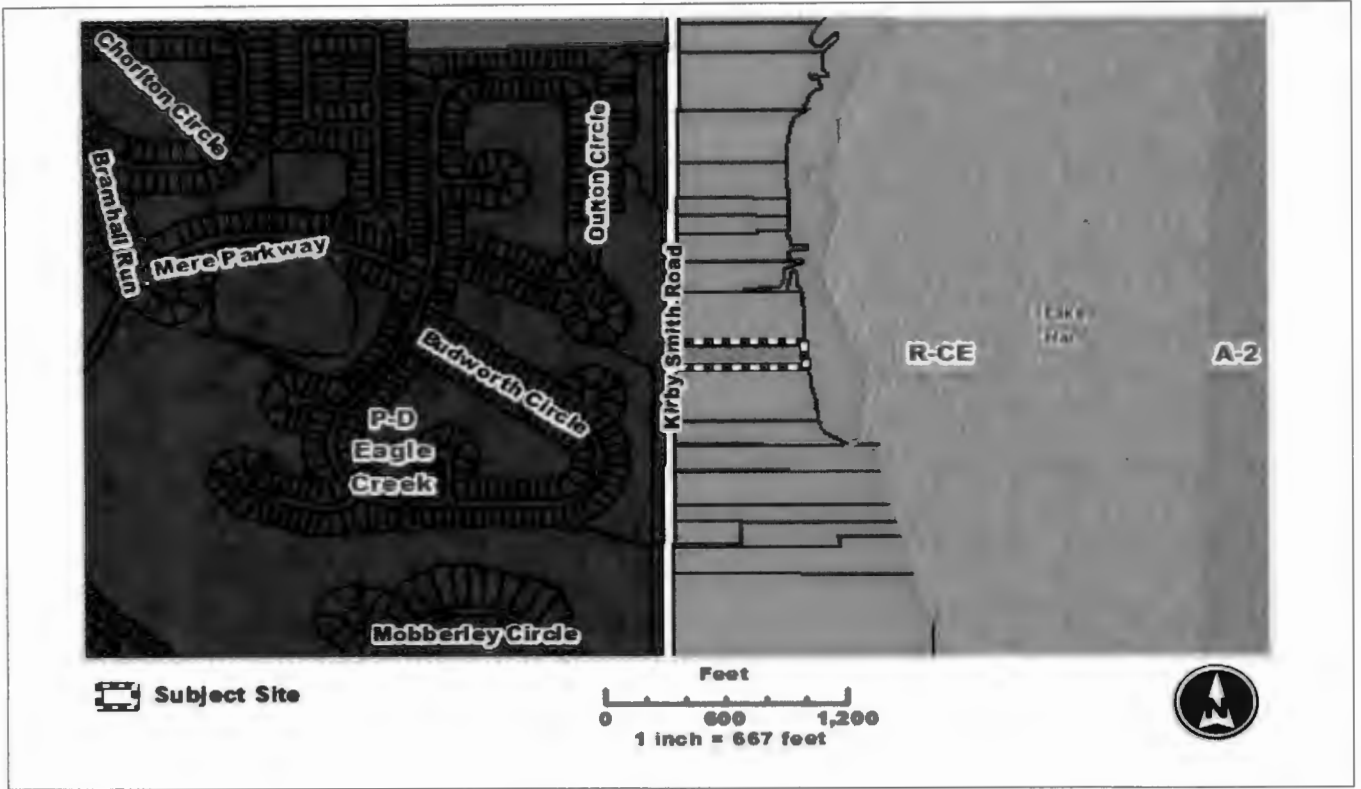 Chorlton Circle
Bramhall Run
Mere Parkway
Oulton Circle
Kirby Smith Road
Budworth Circle
P-D
Eagle
Creek
Mobberley Circle
R-CE
A-2
Lake
Subject Site
Feet
0 600 1,200
1 inch = 667 feet
N